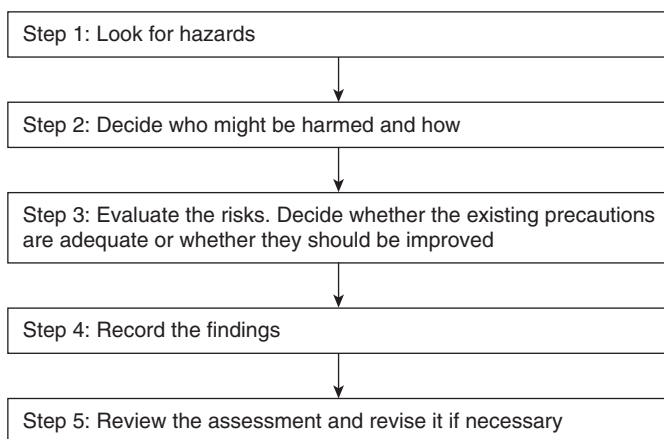 Step 1: Look for hazards
Step 2: Decide who might be harmed and how
Step 3: Evaluate the risks. Decide whether the existing precautions
are adequate or whether they should be improved
Step 4: Record the findings
Step 5: Review the assessment and revise it if necessary